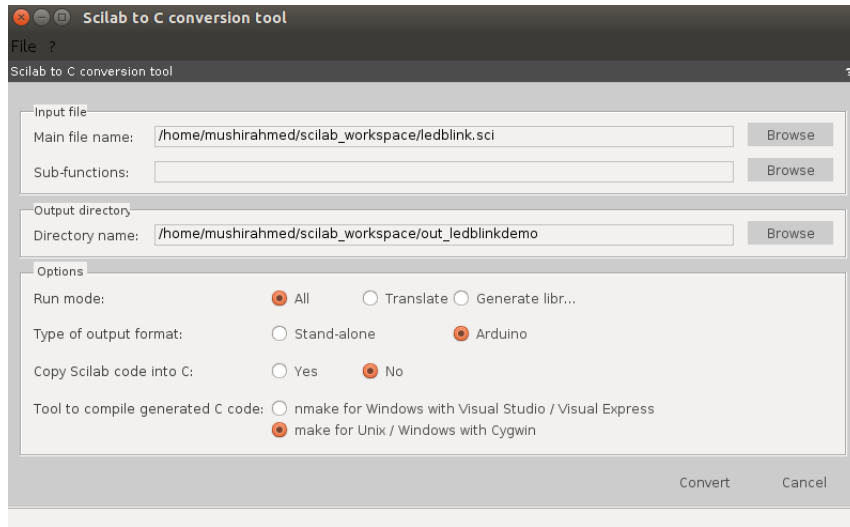 Scilab to C conversion tool
File ?
Scilab to C conversion tool ?
Input file
Main file name: /home/mushirahmed/scilab_workspace/ledblink.sci Browse
Sub-functions: Browse
Output directory
Directory name: /home/mushirahmed/scilab_workspace/out_ledblinkdemo Browse
Options
Run mode: All Translate Generate libr...
Type of output format: Stand-alone Arduino
Copy Scilab code into C: Yes No
Tool to compile generated C code: nmake for Windows with Visual Studio / Visual Express
make for Unix / Windows with Cygwin
Convert Cancel